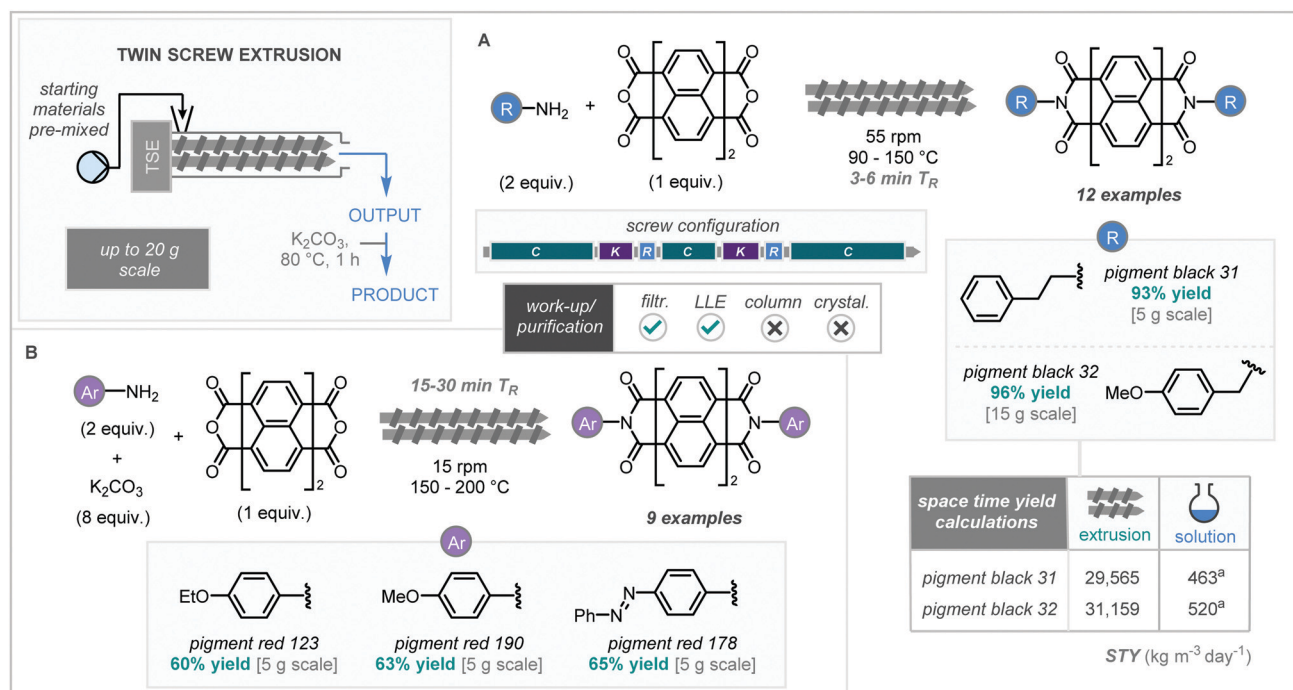 TWIN SCREW EXTRUSION
starting
materials
pre-mixed
TSE
OUTPUT
K2CO3,
80 °C, 1 h
PRODUCT
up to 20 g
scale
A
R NH2
+
O O O
O O O
2
(2 equiv.)
(1 equiv.)
55 rpm
90 - 150 °C
3-6 min TR
O O
R N N R
O O
2
12 examples
screw configuration
C K R C K R C
work-up/
purification
filtr. LLE column crystal.
R
pigment black 31
93% yield
[5 g scale]
pigment black 32
96% yield
[15 g scale]
MeO
space time yield
calculations
extrusion
solution
pigment black 31 29,565 463a
pigment black 32 31,159 520a
STY (kg m-3 day-1)
B
Ar NH2
(2 equiv.)
+
K2CO3
(8 equiv.)
+
O O O
O O O
2
(1 equiv.)
15-30 min TR
15 rpm
150 - 200 °C
O O
Ar N N Ar
O O
2
9 examples
Ar
EtO
pigment red 123
60% yield [5 g scale]
MeO
pigment red 190
63% yield [5 g scale]
Ph N N
pigment red 178
65% yield [5 g scale]